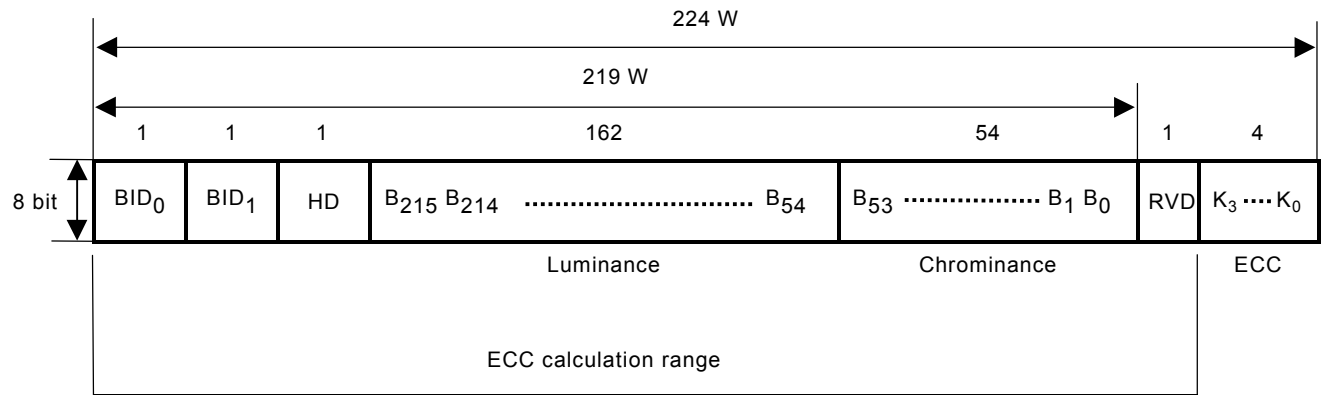 224 W
219 W
1 1 1 162 54 1 4
8 bit BID0 BID1 HD B215 B214 ............................ B54 B53 ................. B1 B0 RVD K3 ···· K0
Luminance Chrominance ECC
ECC calculation range